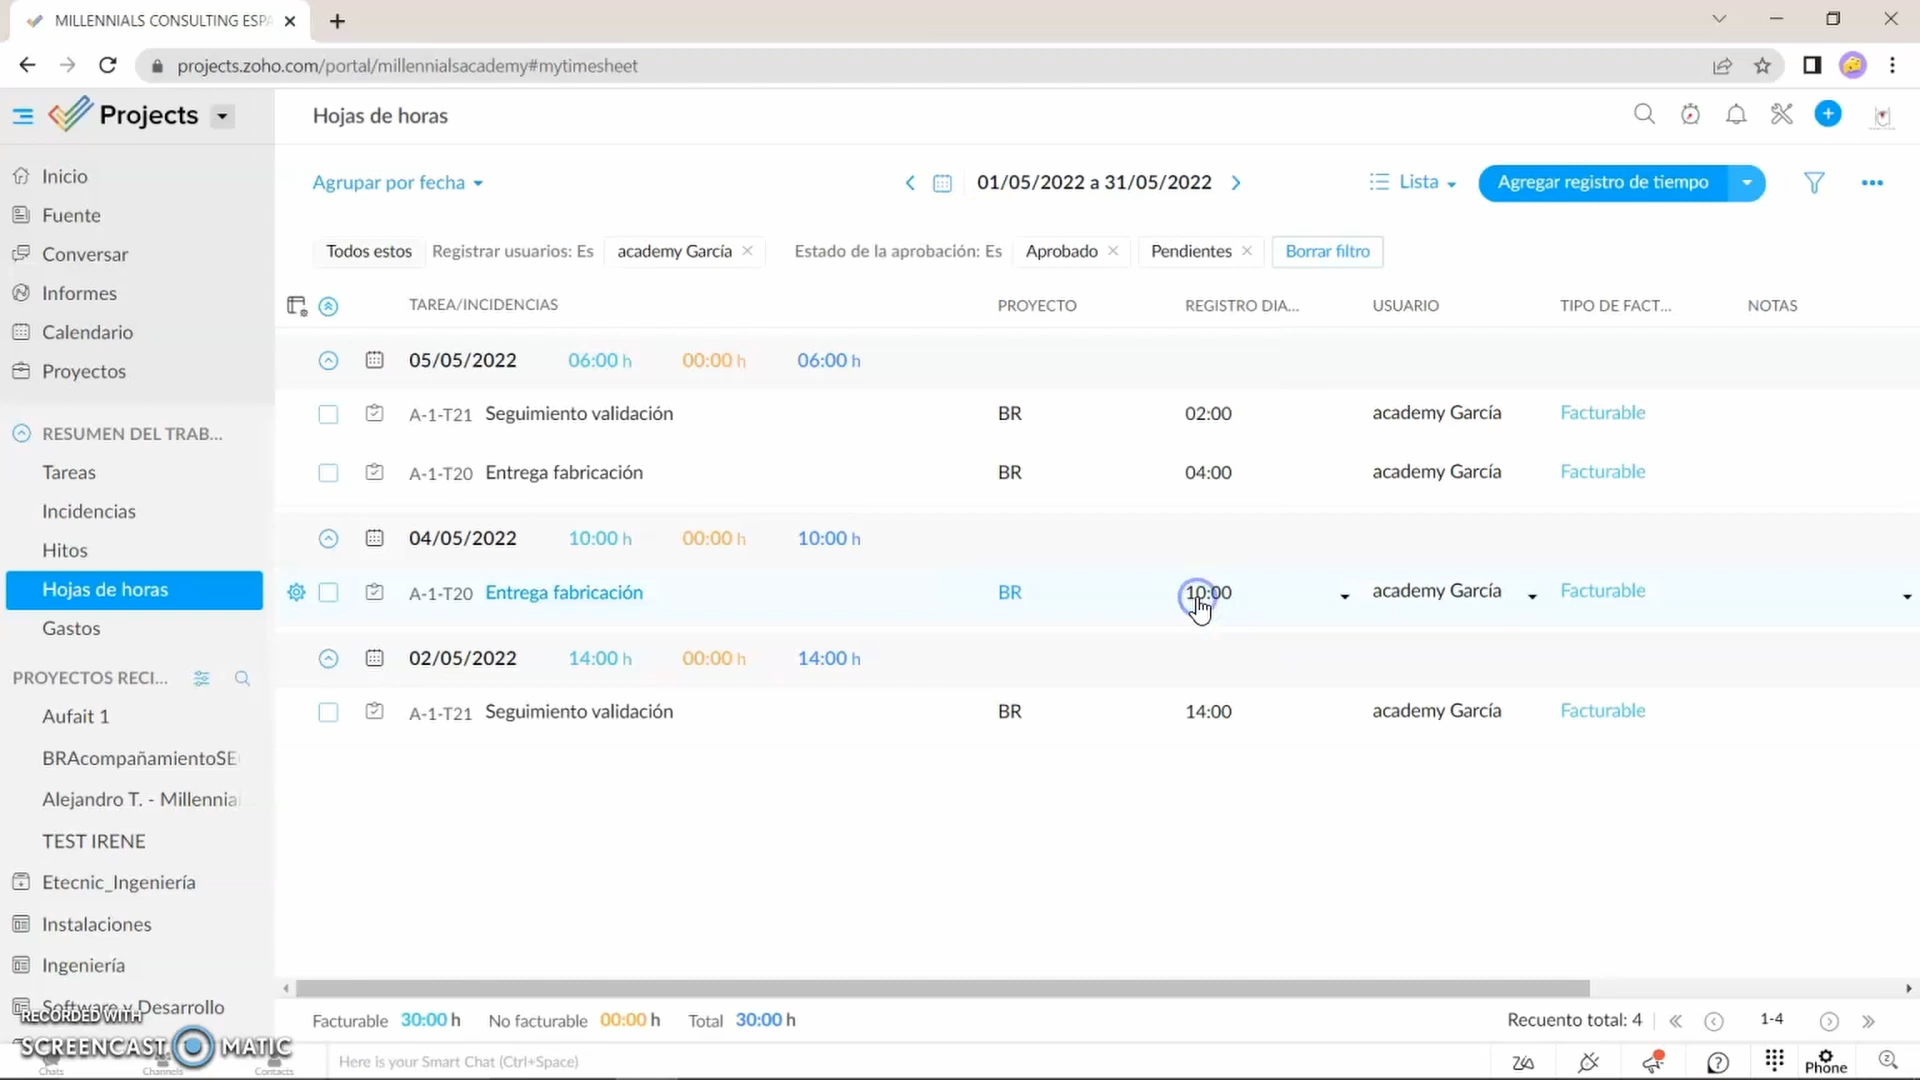 MILLENNIALS CONSULTING ESPA
projects.zoho.com/portal/millennialsacademy#mytimesheet
Projects
Hojas de horas
Inicio
Fuente
Conversar
Informes
Calendario
Proyectos
RESUMEN DEL TRAB...
Tareas
Incidencias
Hitos
Hojas de horas
Gastos
PROYECTOS RECI...
Aufait 1
BRAcompañamientoSE
Alejandro T. - Millennia
TEST IRENE
Etecnic_Ingeniería
Instalaciones
Ingeniería
Software y Desarrollo
RECORDED WITH
SCREENCAST MATIC
Chats Channels Contacts
Agrupar por fecha
01/05/2022 a 31/05/2022
Lista
Agregar registro de tiempo
Todos estos Registrar usuarios: Es academy García Estado de la aprobación: Es Aprobado Pendientes Borrar filtro
TAREA/INCIDENCIAS PROYECTO REGISTRO DIA... USUARIO TIPO DE FACT... NOTAS
05/05/2022 06:00 h 00:00 h 06:00 h
A-1-T21 Seguimiento validación BR 02:00 academy García Facturable
A-1-T20 Entrega fabricación BR 04:00 academy García Facturable
04/05/2022 10:00 h 00:00 h 10:00 h
A-1-T20 Entrega fabricación BR 10:00 academy García Facturable
02/05/2022 14:00 h 00:00 h 14:00 h
A-1-T21 Seguimiento validación BR 14:00 academy García Facturable
Facturable 30:00 h No facturable 00:00 h Total 30:00 h
Recuento total: 4 1-4
Here is your Smart Chat (Ctrl+Space)
Phone